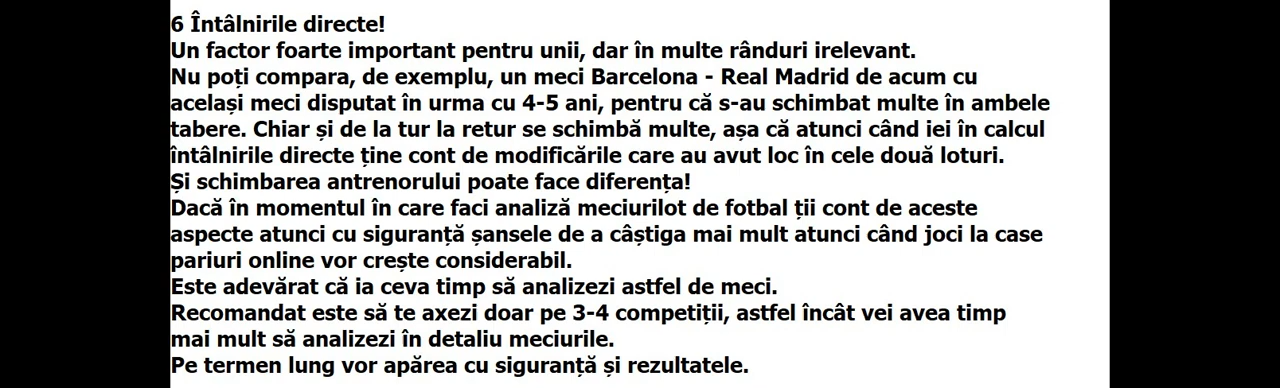 6 Întâlnirile directe!
Un factor foarte important pentru unii, dar în multe rânduri irelevant.
Nu poți compara, de exemplu, un meci Barcelona - Real Madrid de acum cu
același meci disputat în urma cu 4-5 ani, pentru că s-au schimbat multe în ambele
tabere. Chiar și de la tur la retur se schimbă multe, așa că atunci când iei în calcul
întâlnirile directe ține cont de modificările care au avut loc în cele două loturi.
Și schimbarea antrenorului poate face diferența!
Dacă în momentul în care faci analiză meciurilot de fotbal ții cont de aceste
aspecte atunci cu siguranță șansele de a câștiga mai mult atunci când joci la case
pariuri online vor crește considerabil.
Este adevărat că ia ceva timp să analizezi astfel de meci.
Recomandat este să te axezi doar pe 3-4 competiții, astfel încât vei avea timp
mai mult să analizezi în detaliu meciurile.
Pe termen lung vor apărea cu siguranță și rezultatele.